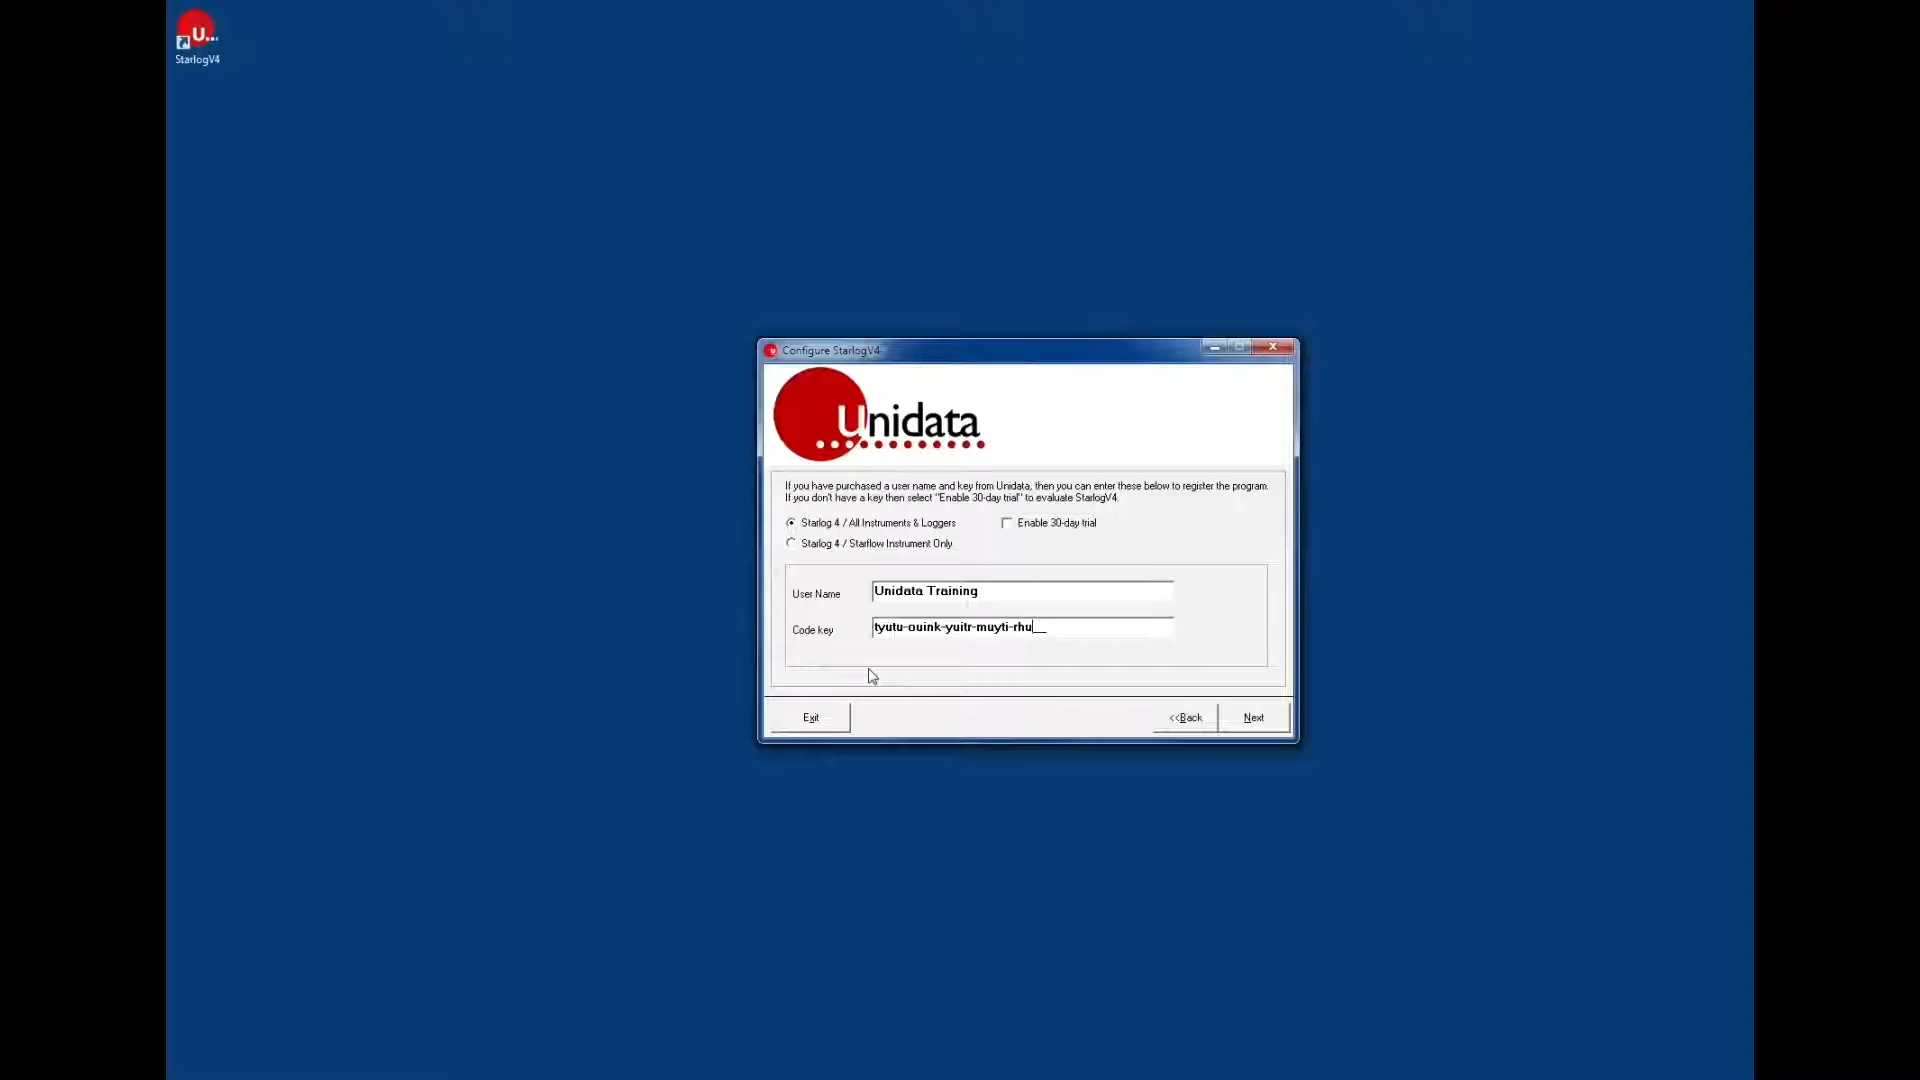 U...
StarlogV4
Configure StarlogV4
Unidata
If you have purchased a user name and key from Unidata, then you can enter these below to register the program.
If you don't have a key then select "Enable 30-day trial" to evaluate StarlogV4.
Starlog 4 / All Instruments & Loggers
Enable 30-day trial
Starlog 4 / Starflow Instrument Only
User Name
Unidata Training
Code key
tyutu-ouink-yuitr-muyti-rhu__
Exit
<<Back
Next